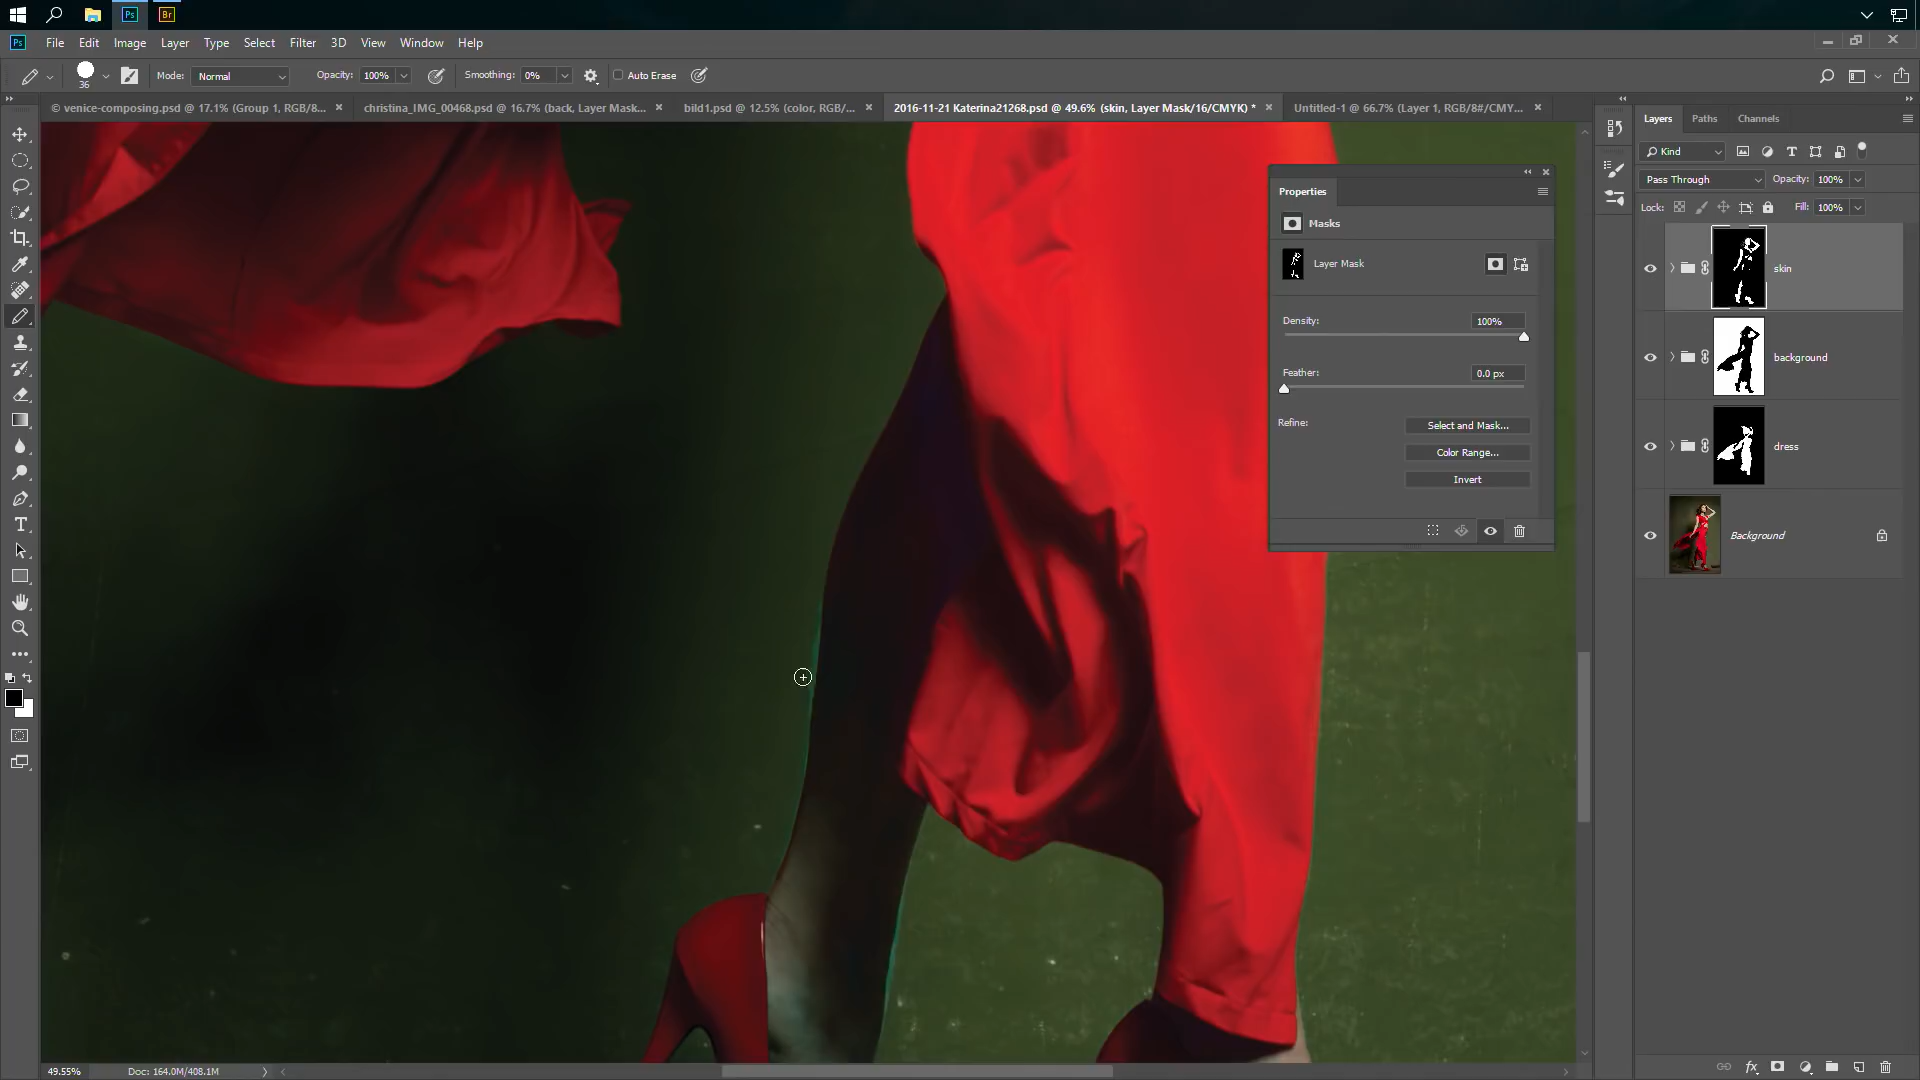 Ps Br
Ps File Edit Image Layer Type Select Filter 3D View Window Help
36 Mode: Normal Opacity: 100% Smoothing: 0% Auto Erase
© venice-composing.psd @ 17.1% (Group 1, RGB/8... × christina_IMG_00468.psd @ 16.7% (back, Layer Mask... × bild1.psd @ 12.5% (color, RGB/... × 2016-11-21 Katerina21268.psd @ 49.6% (skin, Layer Mask/16/CMYK) * × Untitled-1 @ 66.7% (Layer 1, RGB/8#/CMY... ×
Layers Paths Channels
Kind
Pass Through Opacity: 100%
Lock: Fill: 100%
skin
background
dress
Background
Properties
Masks
Layer Mask
Density: 100%
Feather: 0.0 px
Refine: Select and Mask...
Color Range...
Invert
49.55% Doc: 164.0M/408.1M
fx